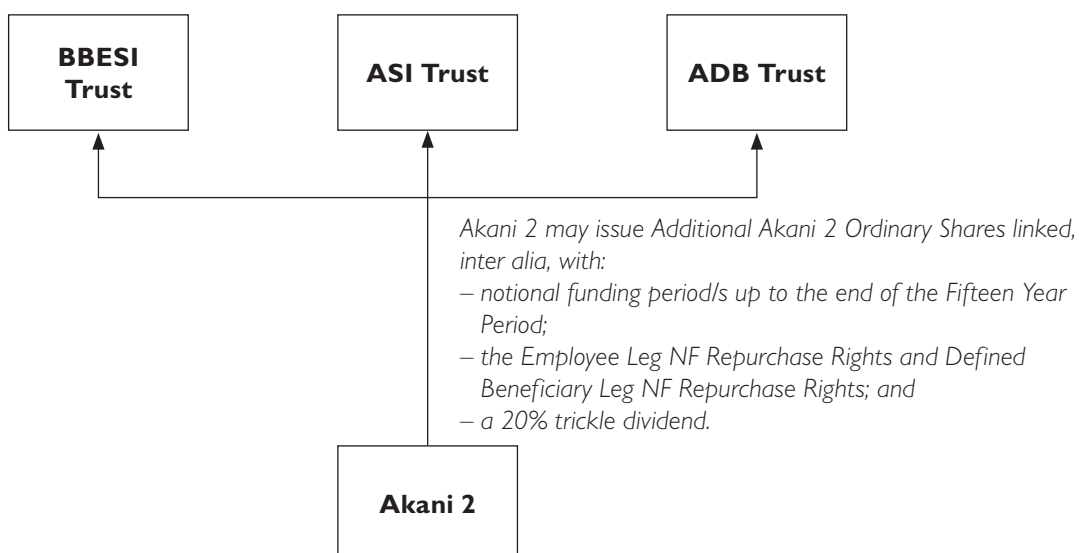 BBESI
Trust
ASI Trust
ADB Trust
Akani 2 may issue Additional Akani 2 Ordinary Shares linked,
inter alia, with:
– notional funding period/s up to the end of the Fifteen Year
Period;
– the Employee Leg NF Repurchase Rights and Defined
Beneficiary Leg NF Repurchase Rights; and
– a 20% trickle dividend.
Akani 2